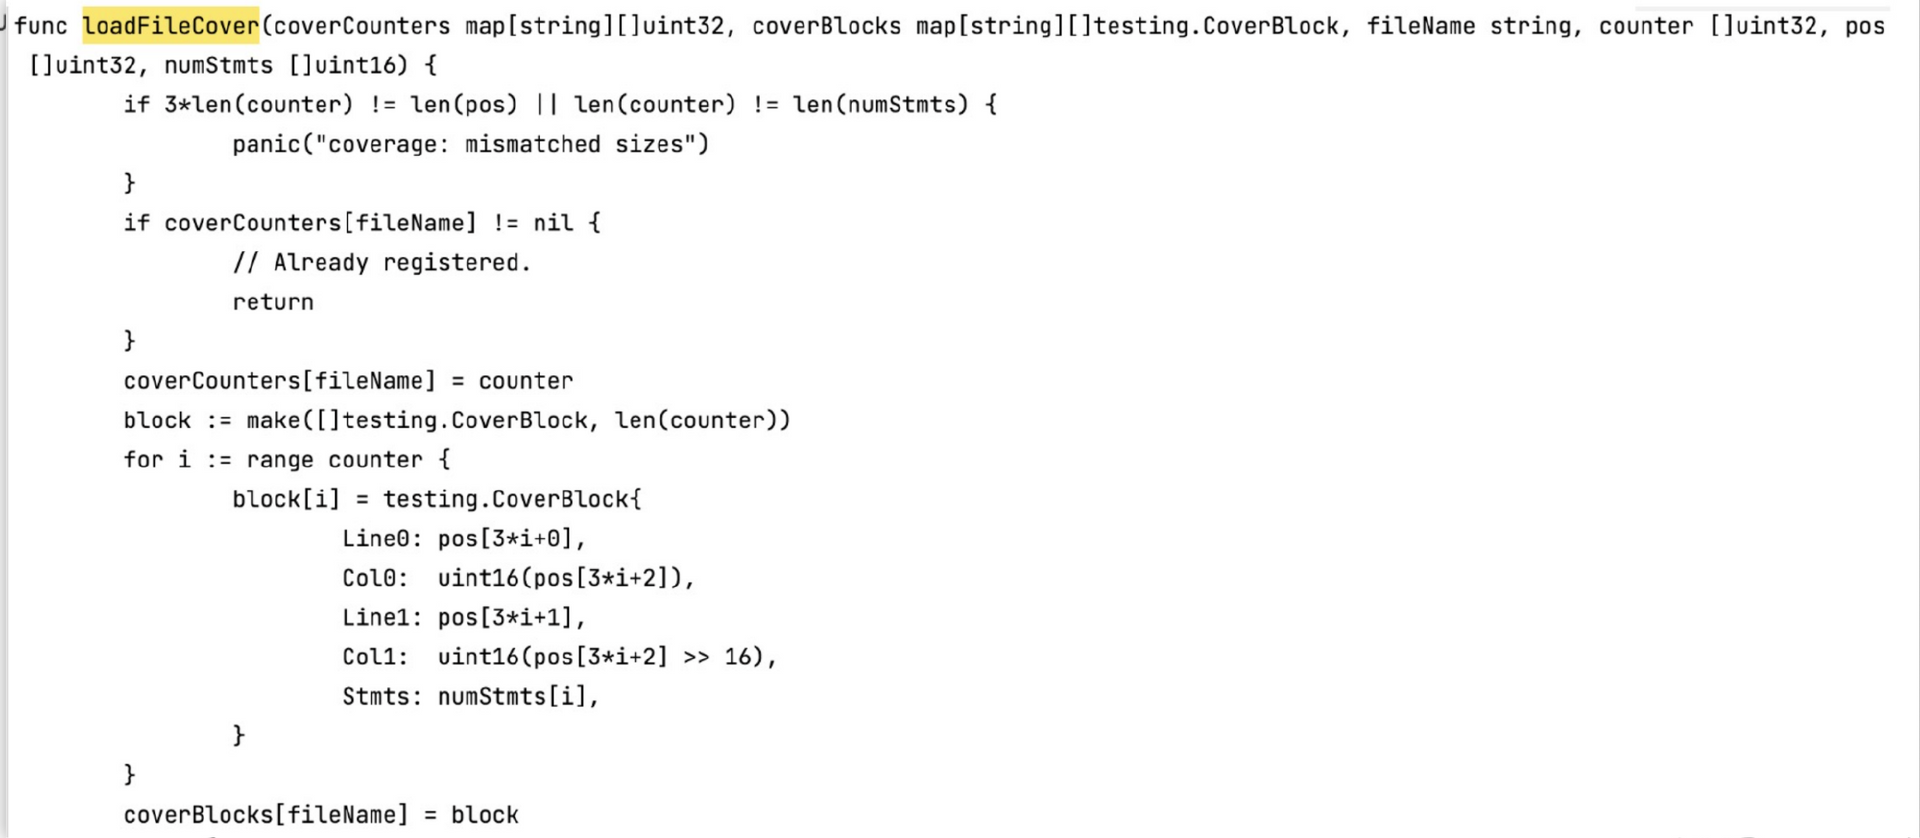 func loadFileCover(coverCounters map[string][]uint32, coverBlocks map[string][]testing.CoverBlock, fileName string, counter []uint32, pos
[]uint32, numStmts []uint16) {
if 3*len(counter) != len(pos) || len(counter) != len(numStmts) {
panic("coverage: mismatched sizes")
}
if coverCounters[fileName] != nil {
// Already registered.
return
}
coverCounters[fileName] = counter
block := make([]testing.CoverBlock, len(counter))
for i := range counter {
block[i] = testing.CoverBlock{
Line0: pos[3*i+0],
Col0:  uint16(pos[3*i+2]),
Line1: pos[3*i+1],
Col1:  uint16(pos[3*i+2] >> 16),
Stmts: numStmts[i],
}
}
coverBlocks[fileName] = block